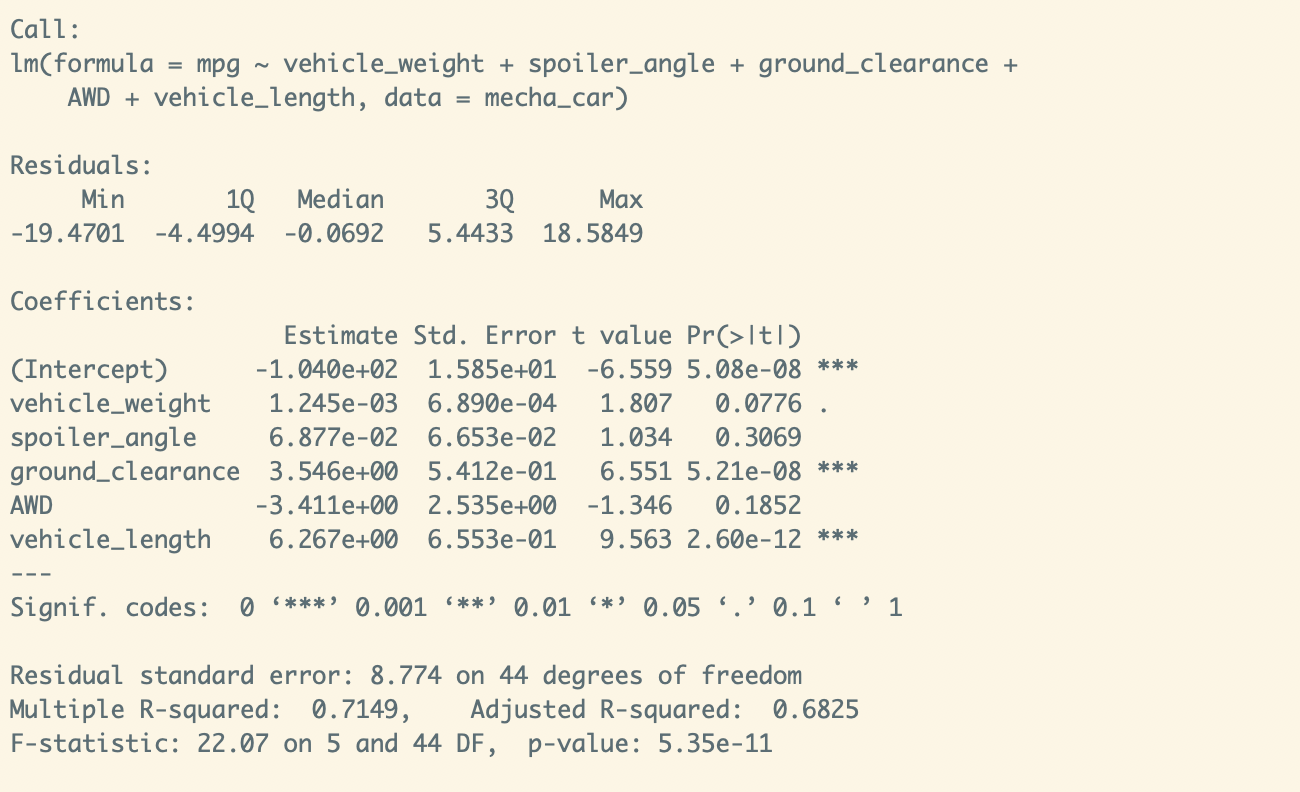 Call:
lm(formula = mpg ~ vehicle_weight + spoiler_angle + ground_clearance +
    AWD + vehicle_length, data = mecha_car)

Residuals:
     Min       1Q   Median       3Q      Max
-19.4701  -4.4994  -0.0692   5.4433  18.5849

Coefficients:
                   Estimate Std. Error t value Pr(>|t|)
(Intercept)      -1.040e+02  1.585e+01  -6.559 5.08e-08 ***
vehicle_weight    1.245e-03  6.890e-04   1.807   0.0776 .
spoiler_angle     6.877e-02  6.653e-02   1.034   0.3069
ground_clearance  3.546e+00  5.412e-01   6.551 5.21e-08 ***
AWD              -3.411e+00  2.535e+00  -1.346   0.1852
vehicle_length    6.267e+00  6.553e-01   9.563 2.60e-12 ***
---
Signif. codes:  0 ‘***’ 0.001 ‘**’ 0.01 ‘*’ 0.05 ‘.’ 0.1 ‘ ’ 1

Residual standard error: 8.774 on 44 degrees of freedom
Multiple R-squared:  0.7149,    Adjusted R-squared:  0.6825
F-statistic: 22.07 on 5 and 44 DF,  p-value: 5.35e-11